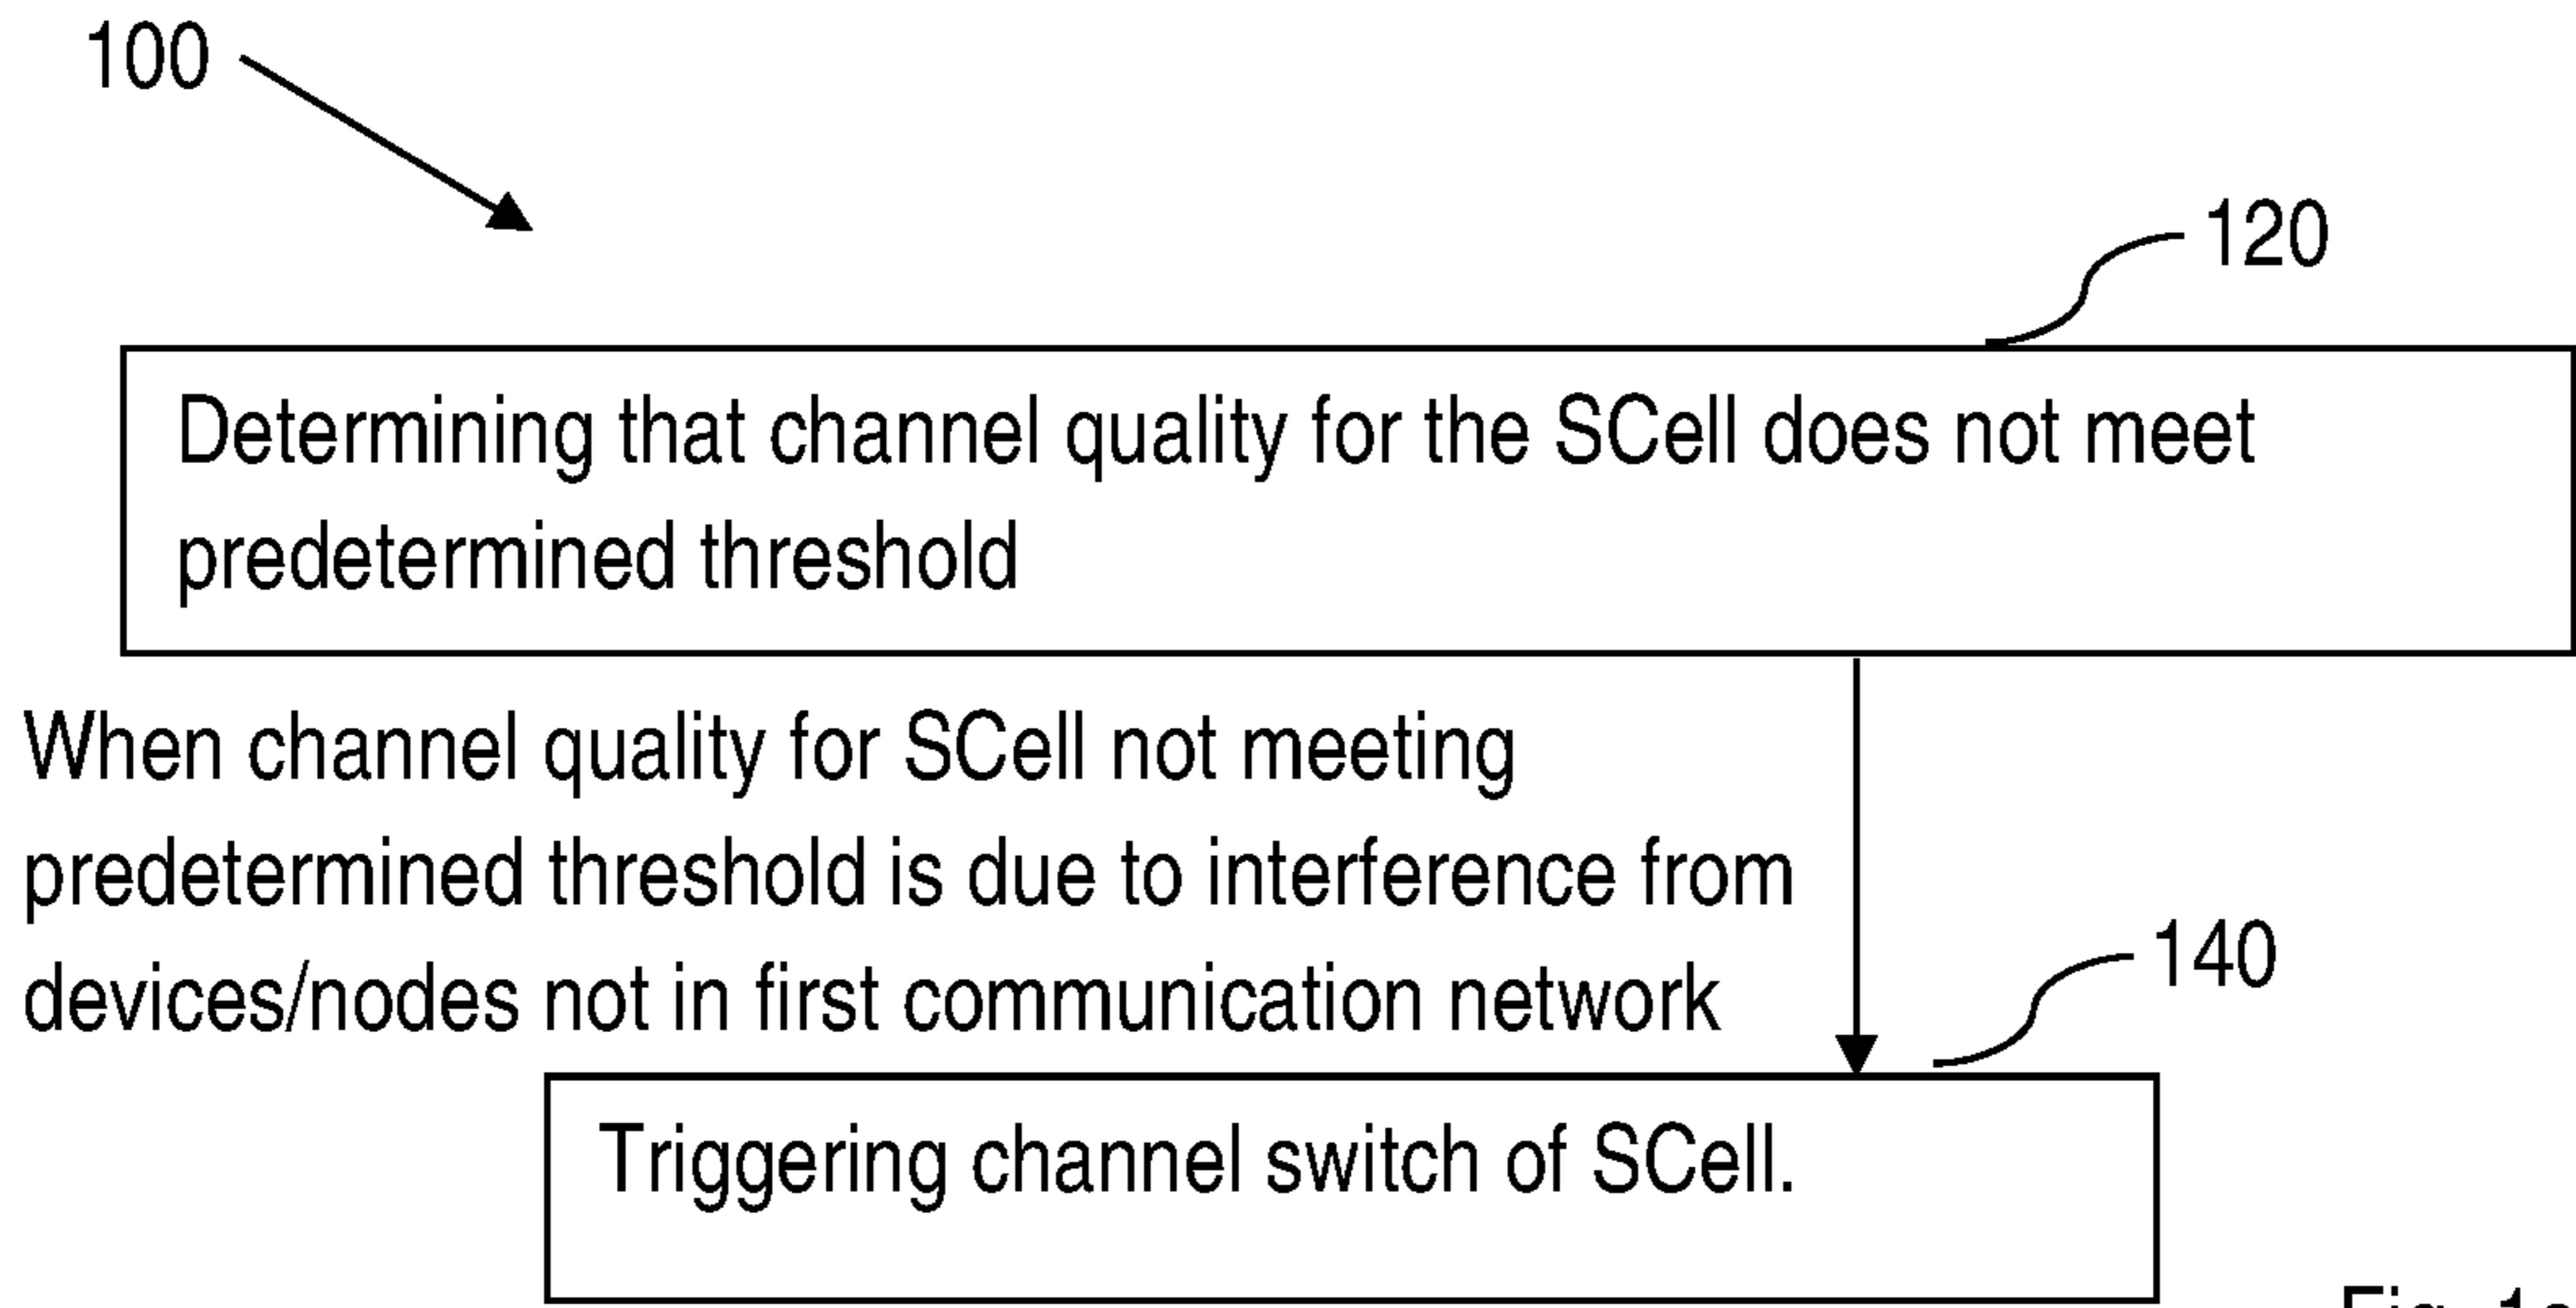 100
120
Determining that channel quality for the SCell does not meet
predetermined threshold
When channel quality for SCell not meeting
predetermined threshold is due to interference from
devices/nodes not in first communication network
140
Triggering channel switch of SCell.